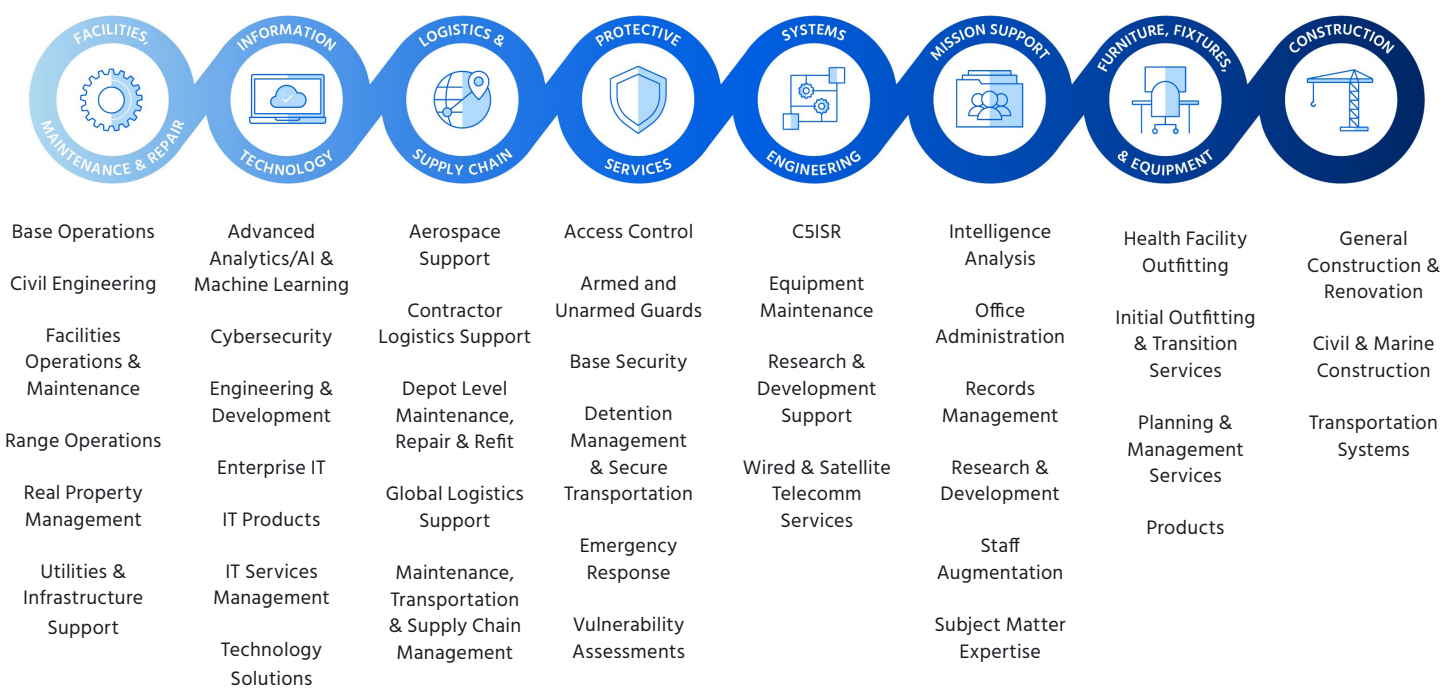 FACILITIES,
MAINTENANCE & REPAIR
INFORMATION
TECHNOLOGY
LOGISTICS &
SUPPLY CHAIN
PROTECTIVE
SERVICES
SYSTEMS
ENGINEERING
MISSION SUPPORT
FURNITURE, FIXTURES,
& EQUIPMENT
CONSTRUCTION
Base Operations
Civil Engineering
Facilities
Operations &
Maintenance
Range Operations
Real Property
Management
Utilities &
Infrastructure
Support
Advanced
Analytics/AI &
Machine Learning
Cybersecurity
Engineering &
Development
Enterprise IT
IT Products
IT Services
Management
Technology
Solutions
Aerospace
Support
Contractor
Logistics Support
Depot Level
Maintenance,
Repair & Refit
Global Logistics
Support
Maintenance,
Transportation
& Supply Chain
Management
Access Control
Armed and
Unarmed Guards
Base Security
Detention
Management
& Secure
Transportation
Emergency
Response
Vulnerability
Assessments
C5ISR
Equipment
Maintenance
Research &
Development
Support
Wired & Satellite
Telecomm
Services
Intelligence
Analysis
Office
Administration
Records
Management
Research &
Development
Staff
Augmentation
Subject Matter
Expertise
Health Facility
Outfitting
Initial Outfitting
& Transition
Services
Planning &
Management
Services
Products
General
Construction &
Renovation
Civil & Marine
Construction
Transportation
Systems